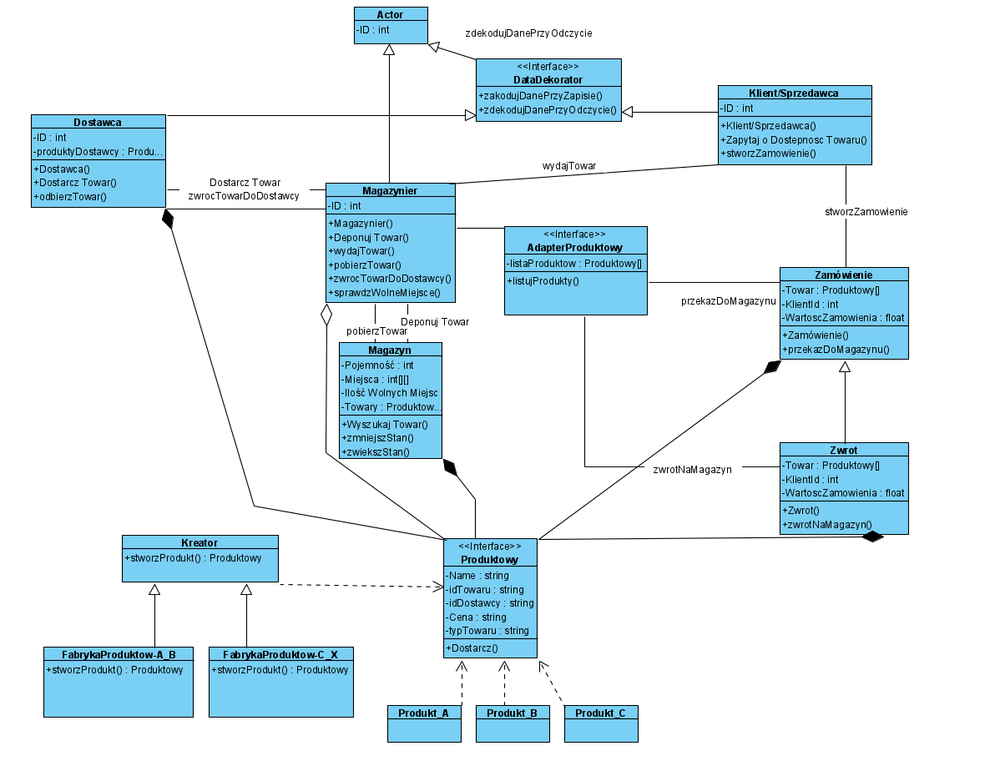 Actor
-ID : int
zdekodujDanePrzyOdczycie
<<Interface>>
DataDekorator
+zakodujDanePrzyZapisie()
+zdekodujDanePrzyOdczycie()
Klient/Sprzedawca
-ID : int
+Klient/Sprzedawca()
+Zapytaj o Dostepnosc Towaru()
+stworzZamowienie()
Dostawca
-ID : int
-produktyDostawcy : Produ...
+Dostawca()
+Dostarcz Towar()
+odbierzTowar()
Dostarcz Towar
zwrocTowarDoDostawcy
wydajTowar
stworzZamowienie
Magazynier
-ID : int
+Magazynier()
+Deponuj Towar()
+wydajTowar()
+pobierzTowar()
+zwrocTowarDoDostawcy()
+sprawdzWolneMiejsce()
<<Interface>>
AdapterProduktowy
-listaProduktow : Produktowy[]
+listujProdukty()
przekazDoMagazynu
Zamówienie
-Towar : Produktowy[]
-KlientId : int
-WartoscZamowienia : float
+Zamówienie()
+przekazDoMagazynu()
Deponuj Towar
pobierzTowar
Magazyn
-Pojemność : int
-Miejsca : int[][]
-Ilość Wolnych Miejsc
-Towary : Produktow...
+Wyszukaj Towar()
+zmniejszStan()
+zwiekszStan()
zwrotNaMagazyn
Zwrot
-Towar : Produktowy[]
-KlientId : int
-WartoscZamowienia : float
+Zwrot()
+zwrotNaMagazyn()
Kreator
+stworzProdukt() : Produktowy
<<Interface>>
Produktowy
-Name : string
-idTowaru : string
-idDostawcy : string
-Cena : string
-typTowaru : string
+Dostarcz()
FabrykaProduktow-A_B
+stworzProdukt() : Produktowy
FabrykaProduktow-C_X
+stworzProdukt() : Produktowy
Produkt_A
Produkt_B
Produkt_C